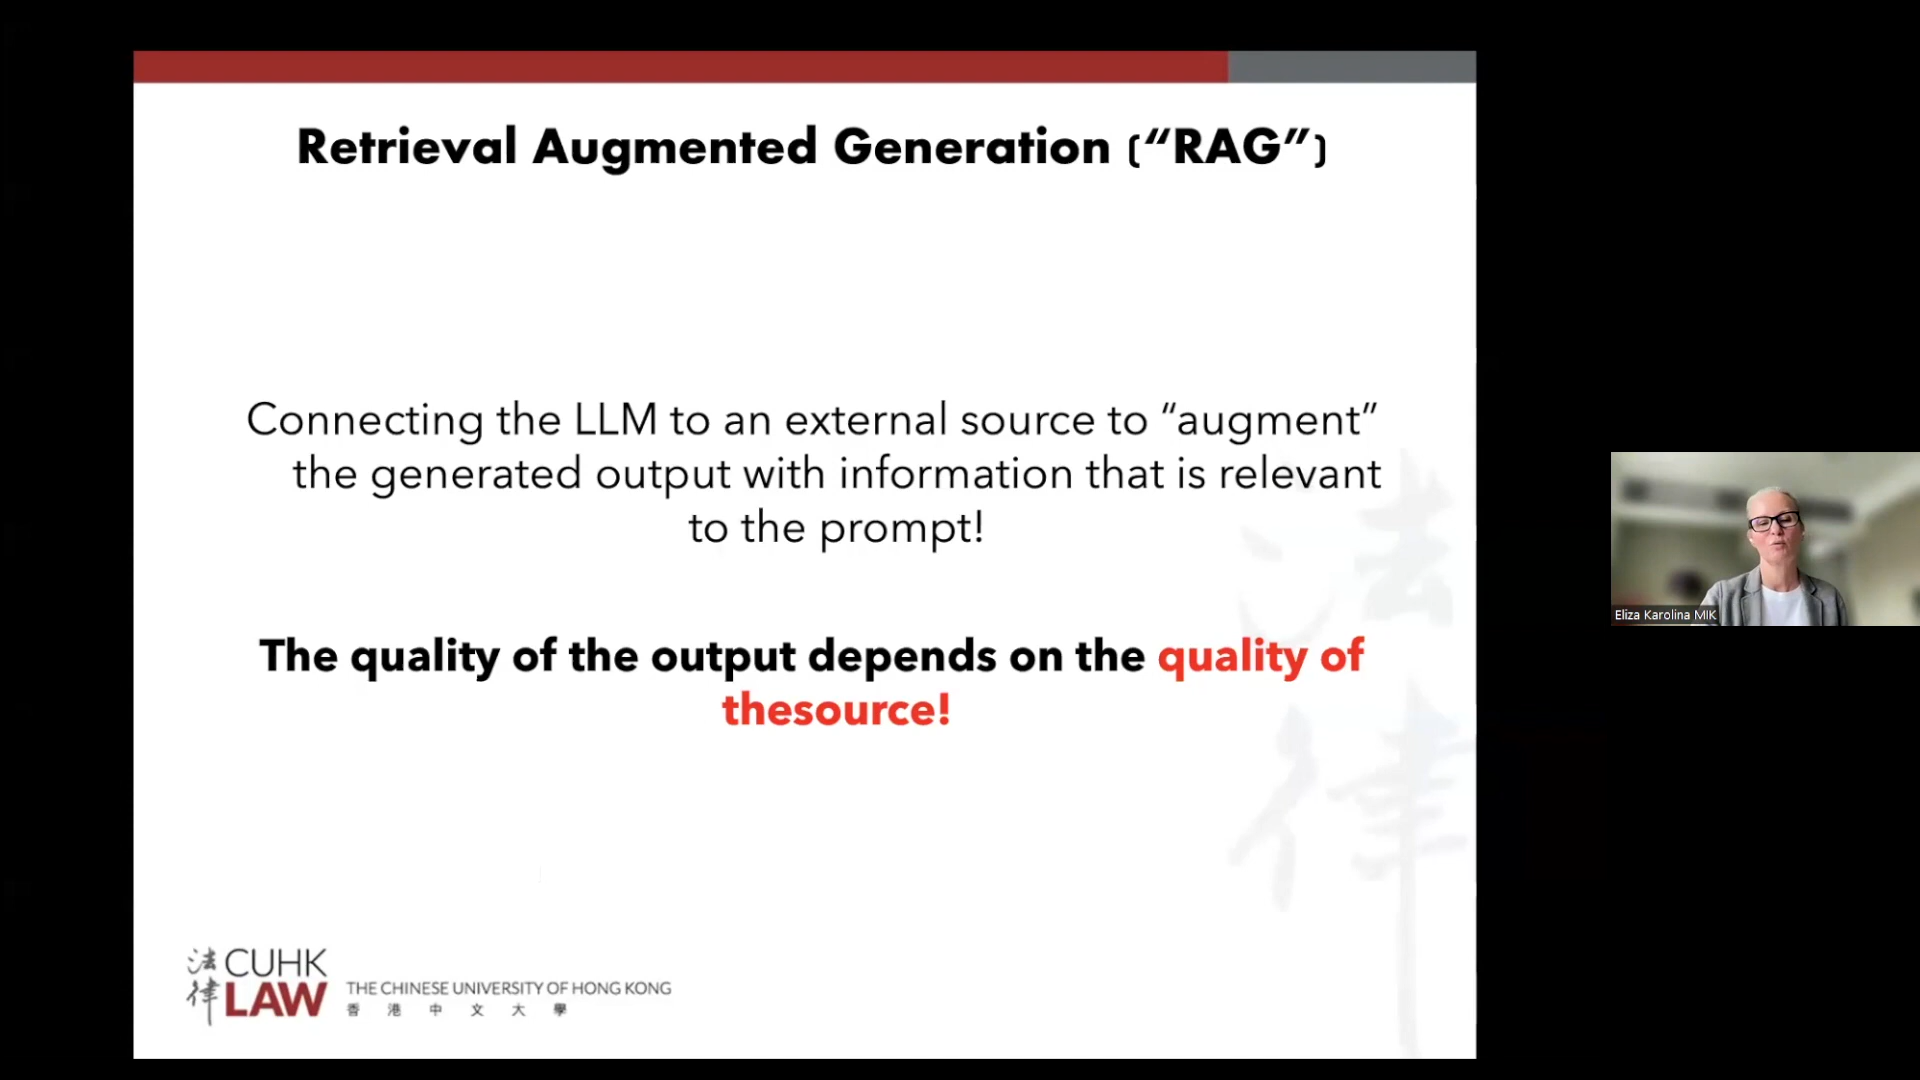 Retrieval Augmented Generation (“RAG”)
Connecting the LLM to an external source to “augment”
the generated output with information that is relevant
to the prompt!
The quality of the output depends on the quality of
thesource!
法律
法律
CUHK
LAW
THE CHINESE UNIVERSITY OF HONG KONG
香港中文大學
Eliza Karolina MIK